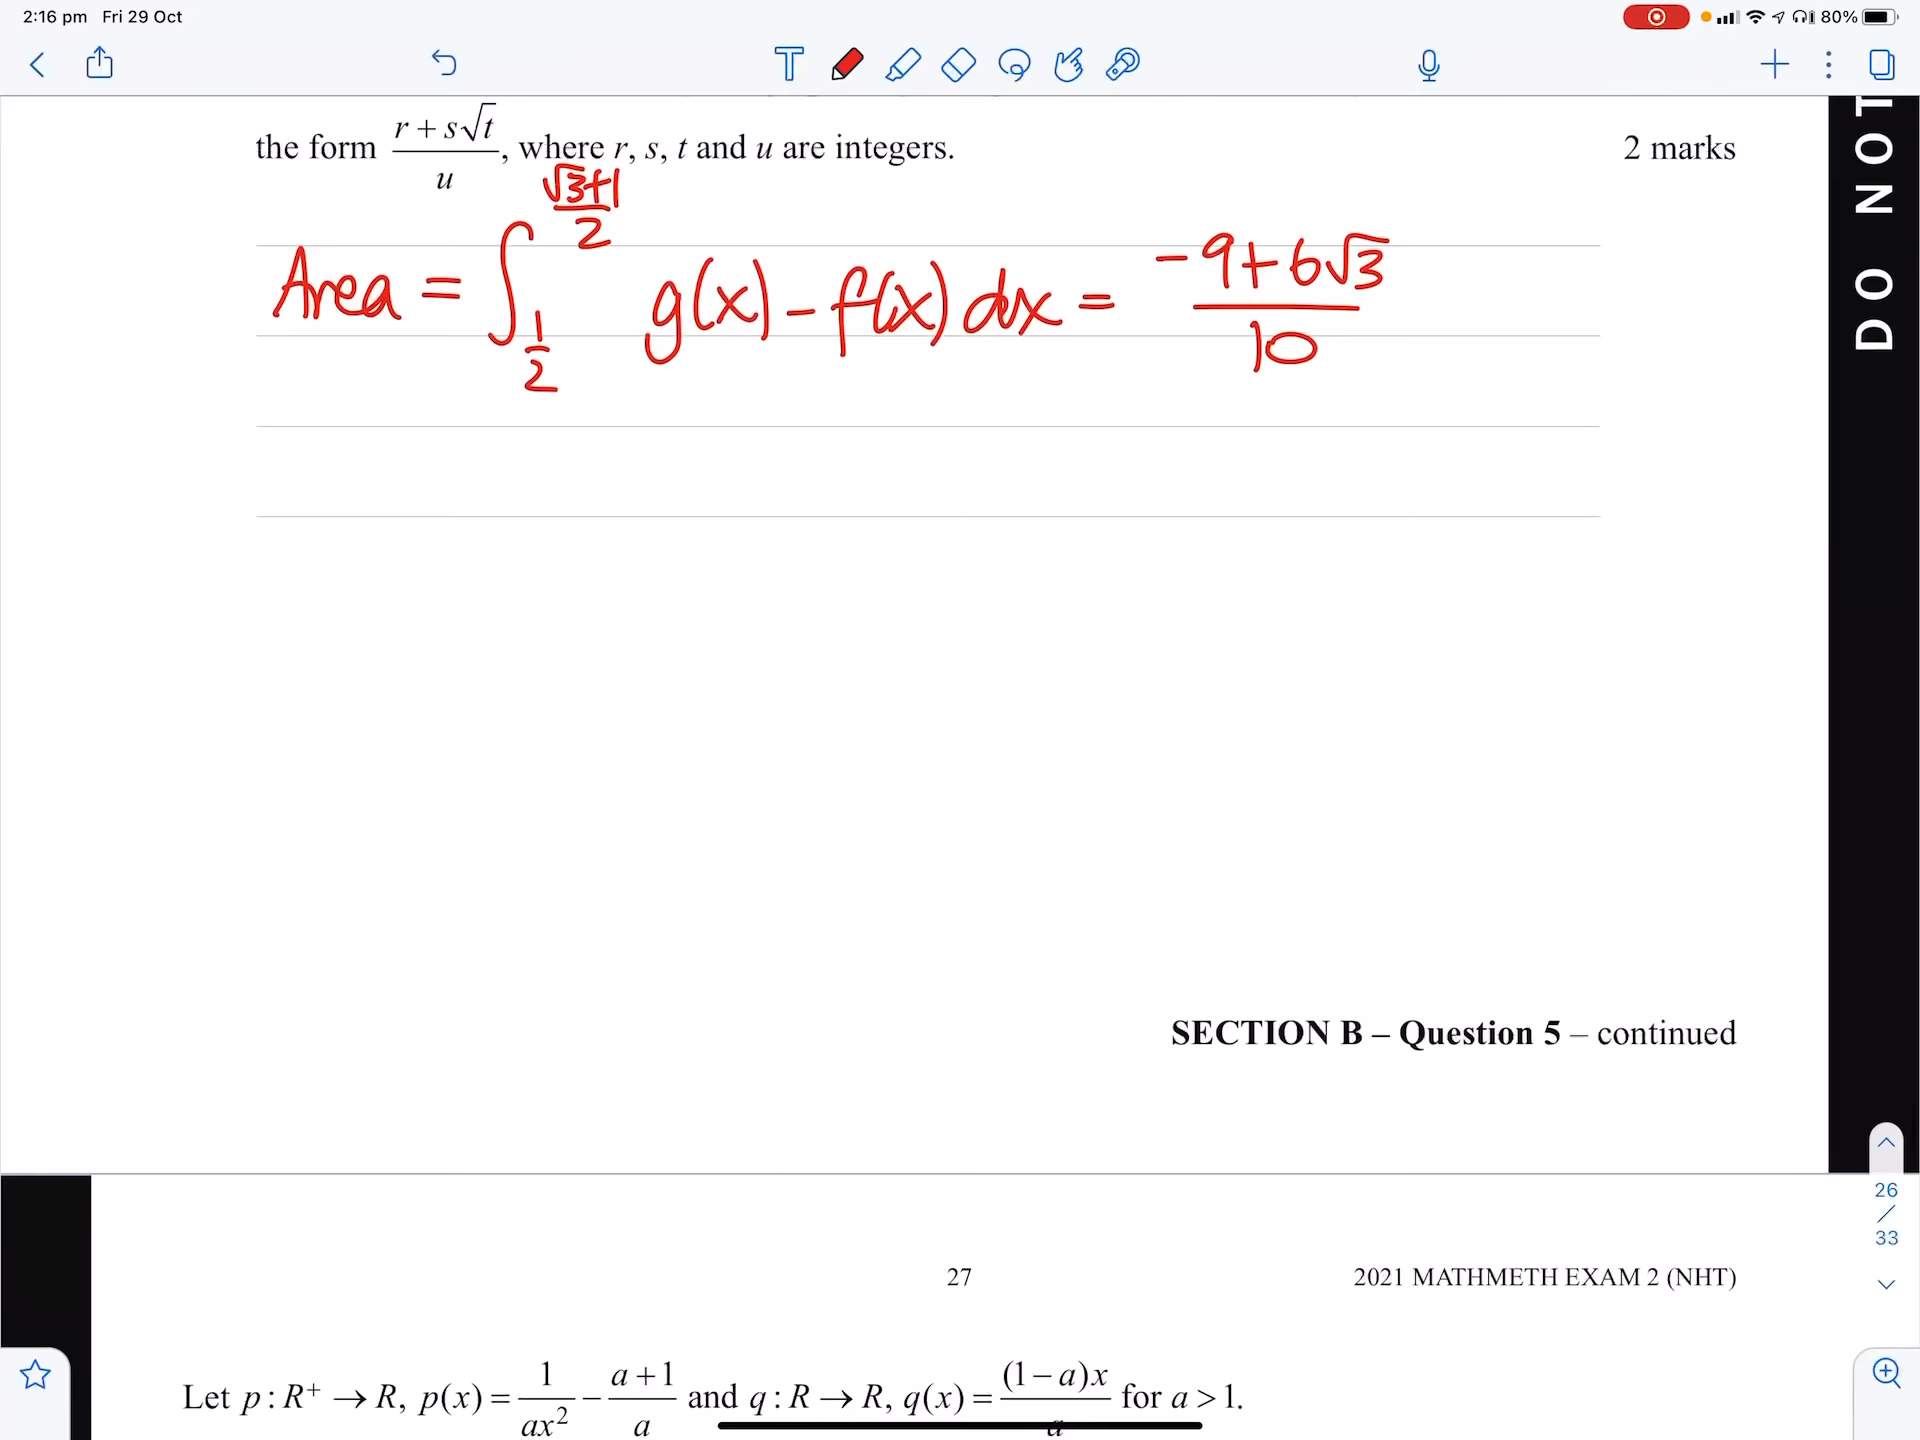 2:16 pm Fri 29 Oct
80%
the form (r + s√t)/u, where r, s, t and u are integers. 2 marks
Area = ∫_{1/2}^{(√3+1)/2} g(x) - f(x) dx = (-9+6√3)/10
DO NOT
SECTION B – Question 5 – continued
26
/
33
27 2021 MATHMETH EXAM 2 (NHT)
Let p : R⁺ → R, p(x) = 1/(ax²) − (a + 1)/a and q : R → R, q(x) = ((1 − a)x)/a for a > 1.